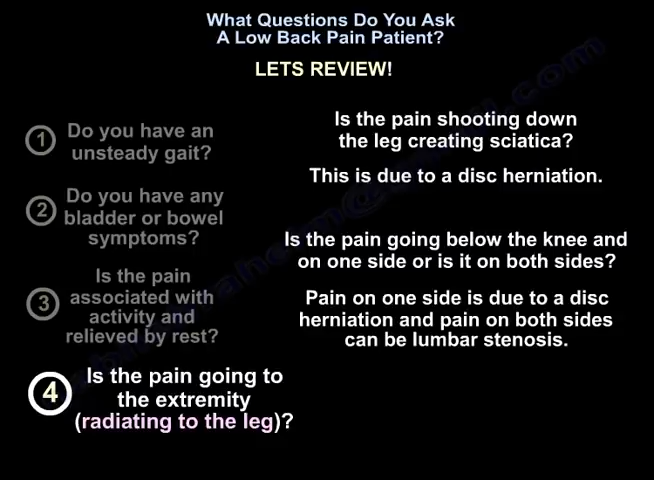 What Questions Do You Ask
A Low Back Pain Patient?
LETS REVIEW!
1
Do you have an
unsteady gait?
2
Do you have any
bladder or bowel
symptoms?
3
Is the pain
associated with
activity and
relieved by rest?
4
Is the pain going to
the extremity
(radiating to the leg)?
Is the pain shooting down
the leg creating sciatica?
This is due to a disc herniation.
Is the pain going below the knee and
on one side or is it on both sides?
Pain on one side is due to a disc
herniation and pain on both sides
can be lumbar stenosis.